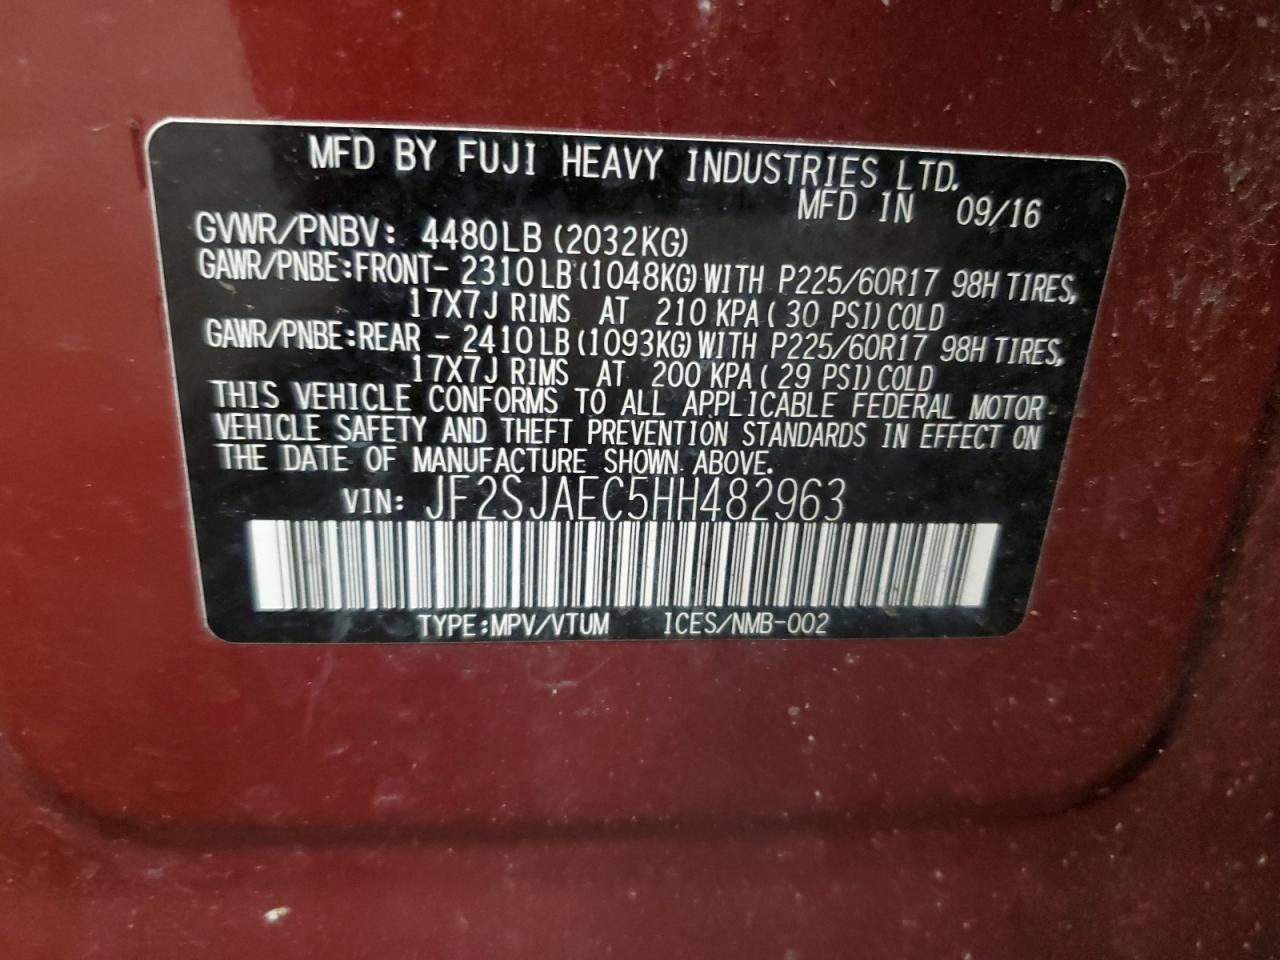 MFD BY FUJI HEAVY INDUSTRIES LTD.
MFD IN 09/16
GVWR/PNBV: 4480LB (2032KG)
GAWR/PNBE:FRONT- 2310LB (1048KG) WITH P225/60R17 98H TIRES,
17X7J RIMS AT 210 KPA ( 30 PSI) COLD
GAWR/PNBE:REAR - 2410LB (1093KG) WITH P225/60R17 98H TIRES,
17X7J RIMS AT 200 KPA ( 29 PSI) COLD
THIS VEHICLE CONFORMS TO ALL APPLICABLE FEDERAL MOTOR
VEHICLE SAFETY AND THEFT PREVENTION STANDARDS IN EFFECT ON
THE DATE OF MANUFACTURE SHOWN ABOVE.
VIN: JF2SJAEC5HH482963
TYPE:MPV/VTUM ICES/NMB-002